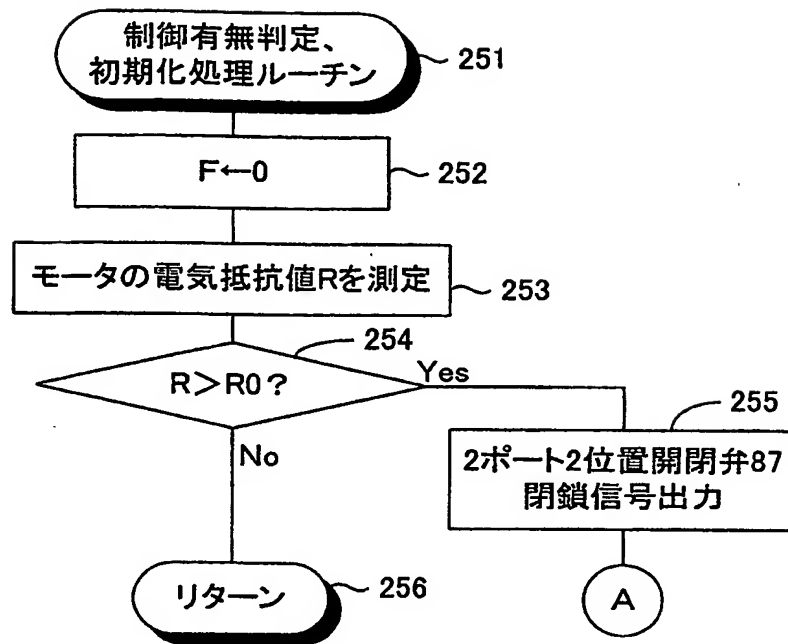 制御有無判定、
初期化処理ルーチン
251
F←0
252
モータの電気抵抗値Rを測定
253
254
R>R0?
Yes
No
255
2ポート2位置開閉弁87
閉鎖信号出力
リターン
256
A